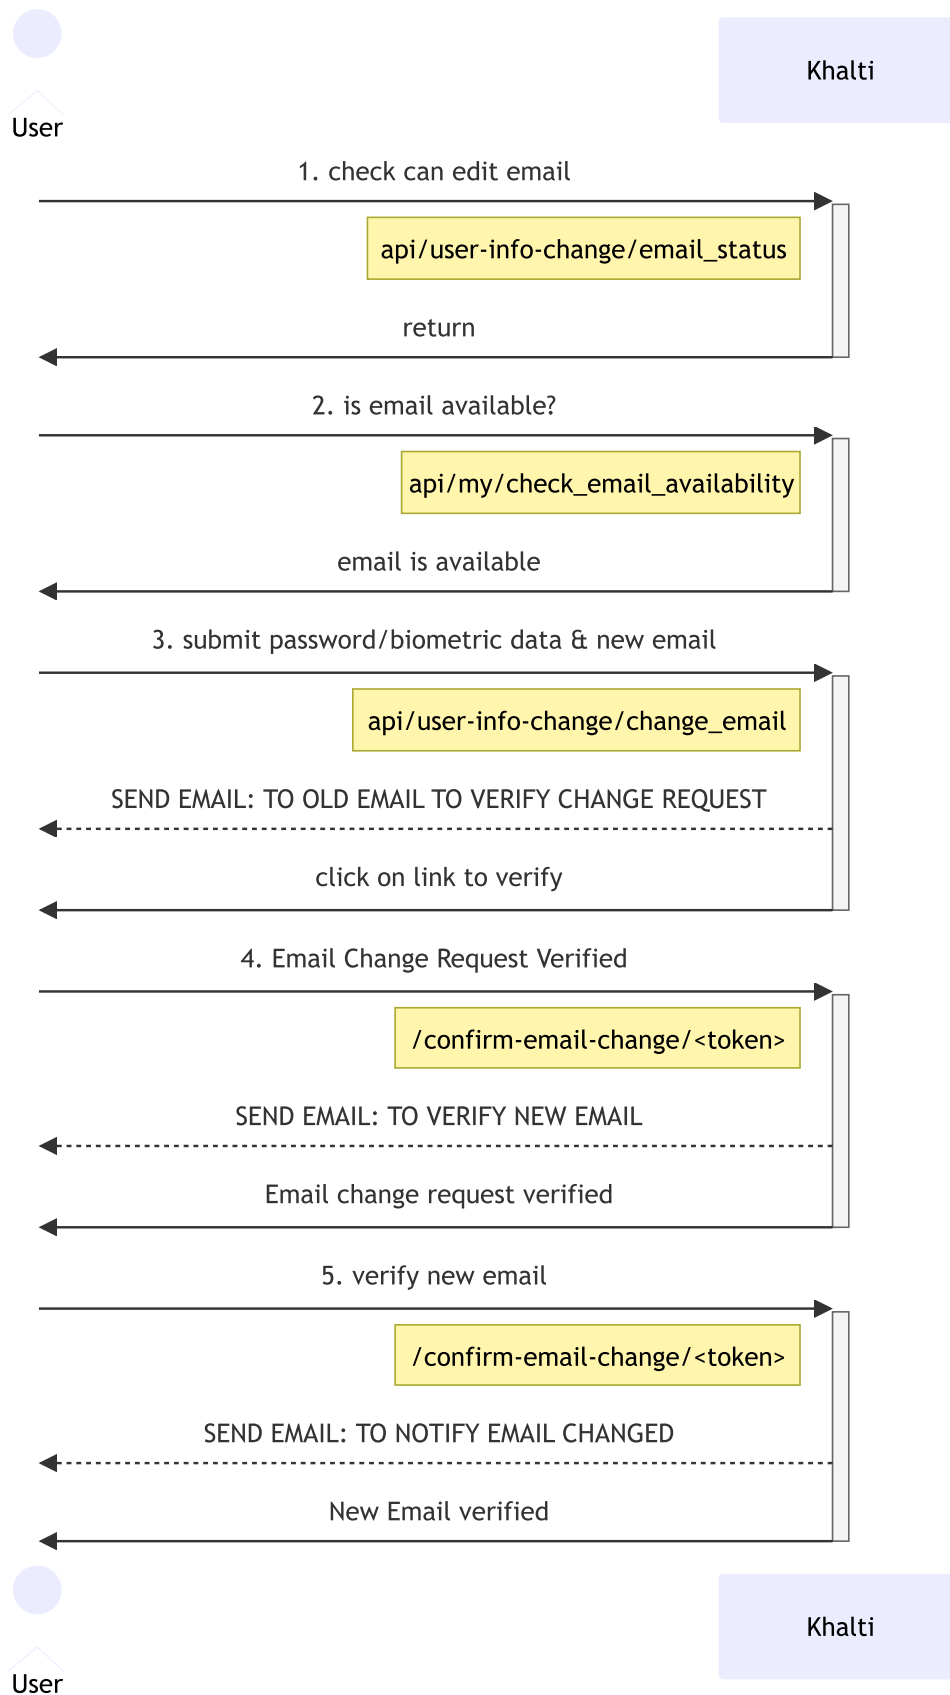 User
Khalti
1. check can edit email
api/user-info-change/email_status
return
2. is email available?
api/my/check_email_availability
email is available
3. submit password/biometric data & new email
api/user-info-change/change_email
SEND EMAIL: TO OLD EMAIL TO VERIFY CHANGE REQUEST
click on link to verify
4. Email Change Request Verified
/confirm-email-change/<token>
SEND EMAIL: TO VERIFY NEW EMAIL
Email change request verified
5. verify new email
/confirm-email-change/<token>
SEND EMAIL: TO NOTIFY EMAIL CHANGED
New Email verified
User
Khalti